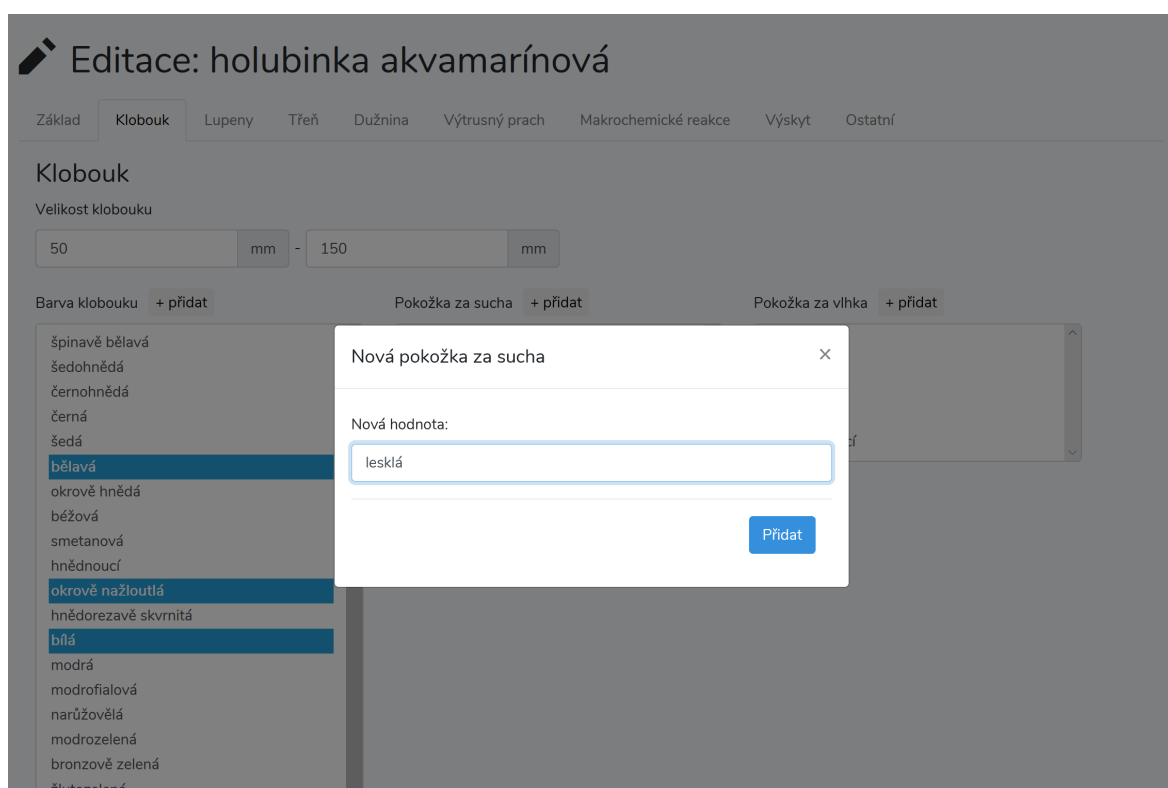 Editace: holubinka akvamarínová
Základ Klobouk Lupeny Třeň Dužnina Výtrusný prach Makrochemické reakce Výskyt Ostatní
Klobouk
Velikost klobouku
50 mm - 150 mm
Barva klobouku + přidat Pokožka za sucha + přidat Pokožka za vlhka + přidat
špinavě bělavá
šedohnědá
černohnědá
černá
šedá
bělavá
okrově hnědá
béžová
smetanová
hnědnoucí
okrově nažloutlá
hnědorezavě skvrnitá
bílá
modrá
modrofialová
narůžovělá
modrozelená
bronzově zelená
Nová pokožka za sucha ×
Nová hodnota:
lesklá
Přidat